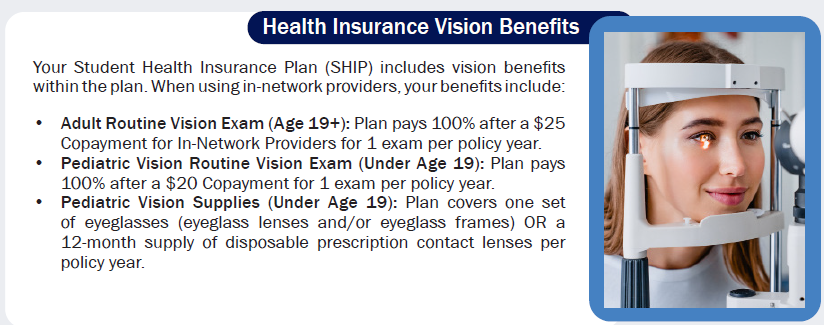 Health Insurance Vision Benefits
Your Student Health Insurance Plan (SHIP) includes vision benefits
within the plan. When using in-network providers, your benefits include:
• Adult Routine Vision Exam (Age 19+): Plan pays 100% after a $25
Copayment for In-Network Providers for 1 exam per policy year.
• Pediatric Vision Routine Vision Exam (Under Age 19): Plan pays
100% after a $20 Copayment for 1 exam per policy year.
• Pediatric Vision Supplies (Under Age 19): Plan covers one set
of eyeglasses (eyeglass lenses and/or eyeglass frames) OR a
12-month supply of disposable prescription contact lenses per
policy year.